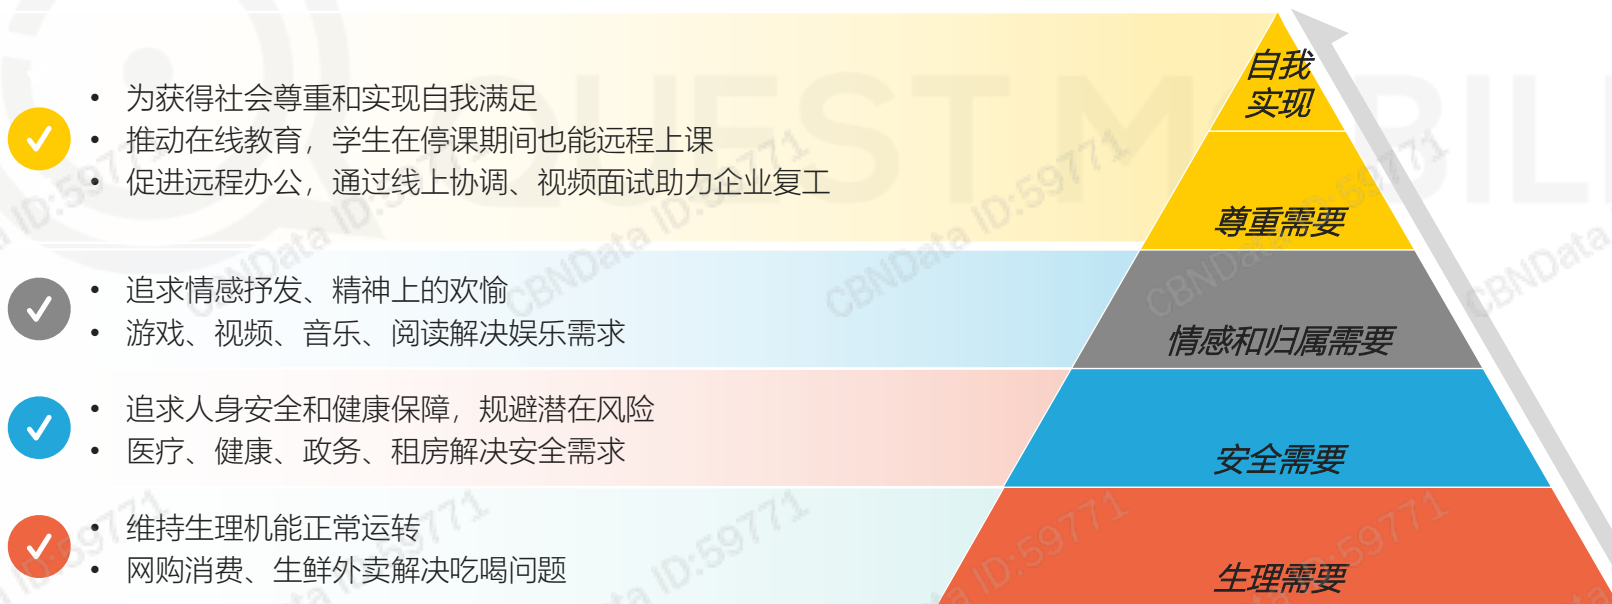 自我
实现
• 为获得社会尊重和实现自我满足
• 推动在线教育，学生在停课期间也能远程上课
• 促进远程办公，通过线上协调、视频面试助力企业复工
尊重需要
• 追求情感抒发、精神上的欢愉
• 游戏、视频、音乐、阅读解决娱乐需求
情感和归属需要
• 追求人身安全和健康保障，规避潜在风险
• 医疗、健康、政务、租房解决安全需求
安全需要
• 维持生理机能正常运转
• 网购消费、生鲜外卖解决吃喝问题
生理需要
QUEST MOBIL
CBNData ID:59771